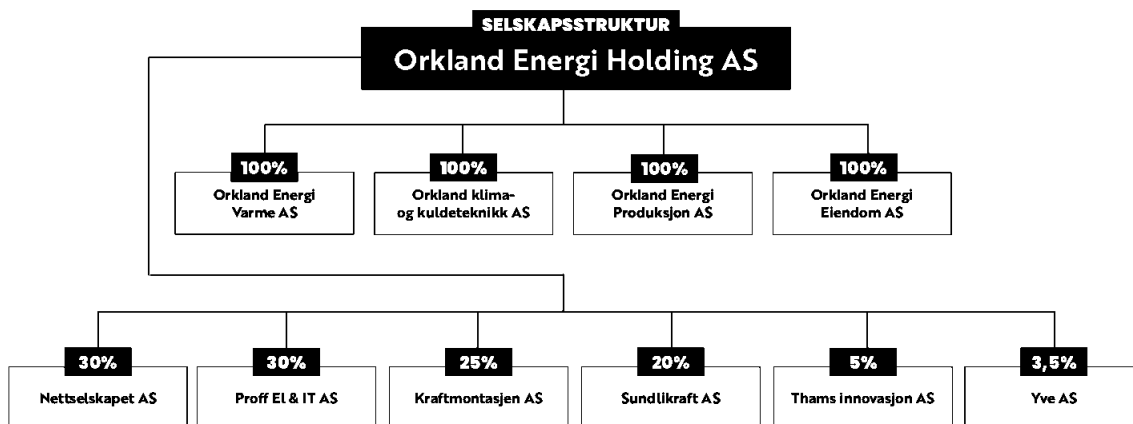 SELSKAPSSTRUKTUR
Orkland Energi Holding AS
100%
Orkland Energi
Varme AS
100%
Orkland klima-
og kuldeteknikk AS
100%
Orkland Energi
Produksjon AS
100%
Orkland Energi
Eiendom AS
30%
Nettselskapet AS
30%
Proff El & IT AS
25%
Kraftmontasjen AS
20%
Sundlikraft AS
5%
Thams innovasjon AS
3,5%
Yve AS